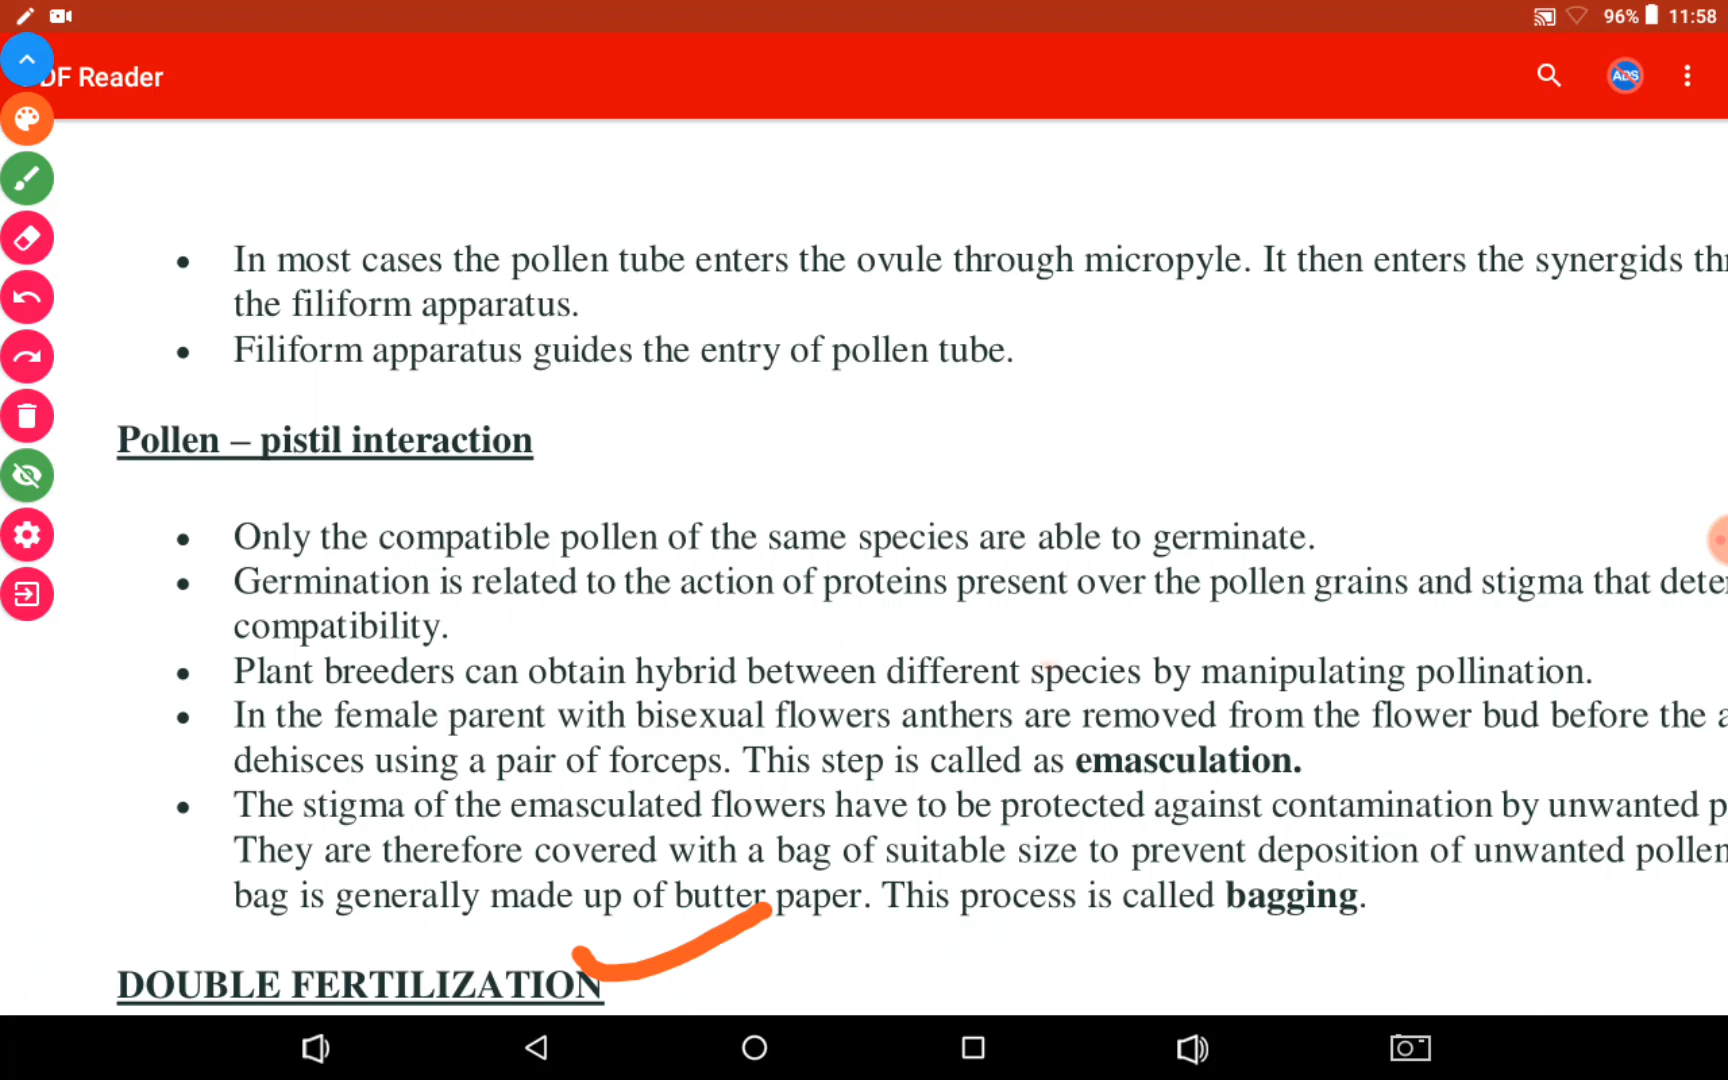 96% 11:58
DF Reader
ADS
• In most cases the pollen tube enters the ovule through micropyle. It then enters the synergids
the filiform apparatus.
• Filiform apparatus guides the entry of pollen tube.
Pollen – pistil interaction
• Only the compatible pollen of the same species are able to germinate.
• Germination is related to the action of proteins present over the pollen grains and stigma that
compatibility.
• Plant breeders can obtain hybrid between different species by manipulating pollination.
• In the female parent with bisexual flowers anthers are removed from the flower bud before the
dehisces using a pair of forceps. This step is called as emasculation.
• The stigma of the emasculated flowers have to be protected against contamination by unwanted
They are therefore covered with a bag of suitable size to prevent deposition of unwanted pollen
bag is generally made up of butter paper. This process is called bagging.
DOUBLE FERTILIZATION